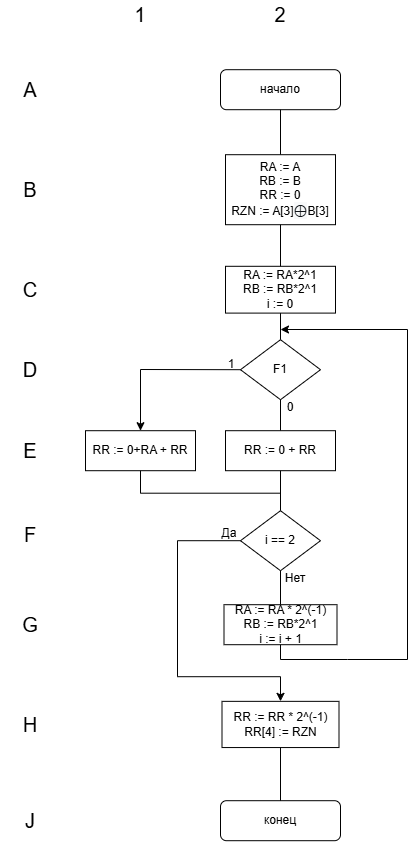 1 2
A
начало
B
RA := A
RB := B
RR := 0
RZN := A[3]⊕B[3]
C
RA := RA*2^1
RB := RB*2^1
i := 0
D
1
F1
0
E
RR := 0+RA + RR
RR := 0 + RR
F
Да
i == 2
Нет
G
RA := RA * 2^(-1)
RB := RB*2^1
i := i + 1
H
RR := RR * 2^(-1)
RR[4] := RZN
J
конец